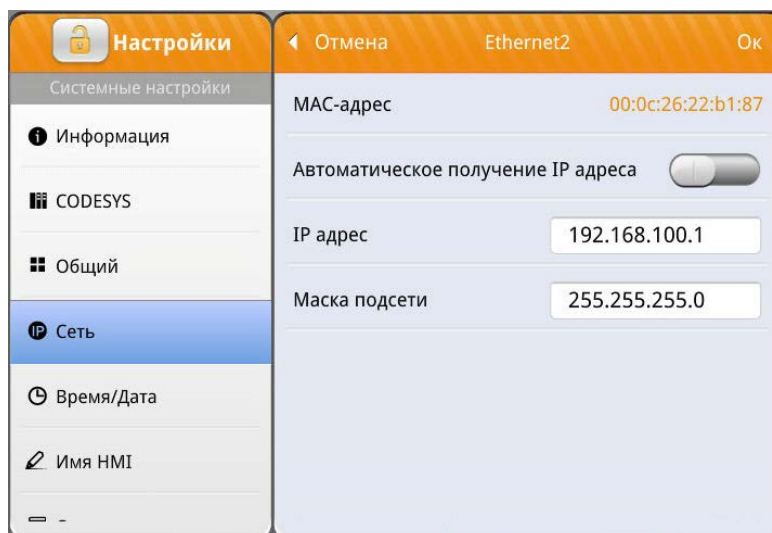 Настройки
Системные настройки
Информация
CODESYS
Общий
IP Сеть
Время/Дата
Имя HMI
Отмена Ethernet2 Ок
MAC-адрес 00:0c:26:22:b1:87
Автоматическое получение IP адреса
IP адрес 192.168.100.1
Маска подсети 255.255.255.0